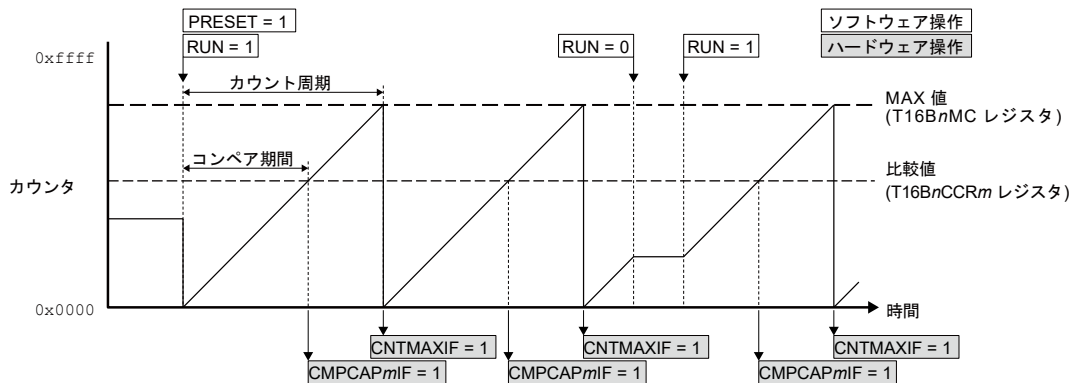 PRESET = 1
RUN = 1
RUN = 0
RUN = 1
ソフトウェア操作
ハードウェア操作
0xffff
カウント周期
MAX 値
(T16BnMC レジスタ)
コンペア期間
比較値
(T16BnCCRm レジスタ)
カウンタ
0x0000
時間
CNTMAXIF = 1
CNTMAXIF = 1
CNTMAXIF = 1
CMPCAPmIF = 1
CMPCAPmIF = 1
CMPCAPmIF = 1